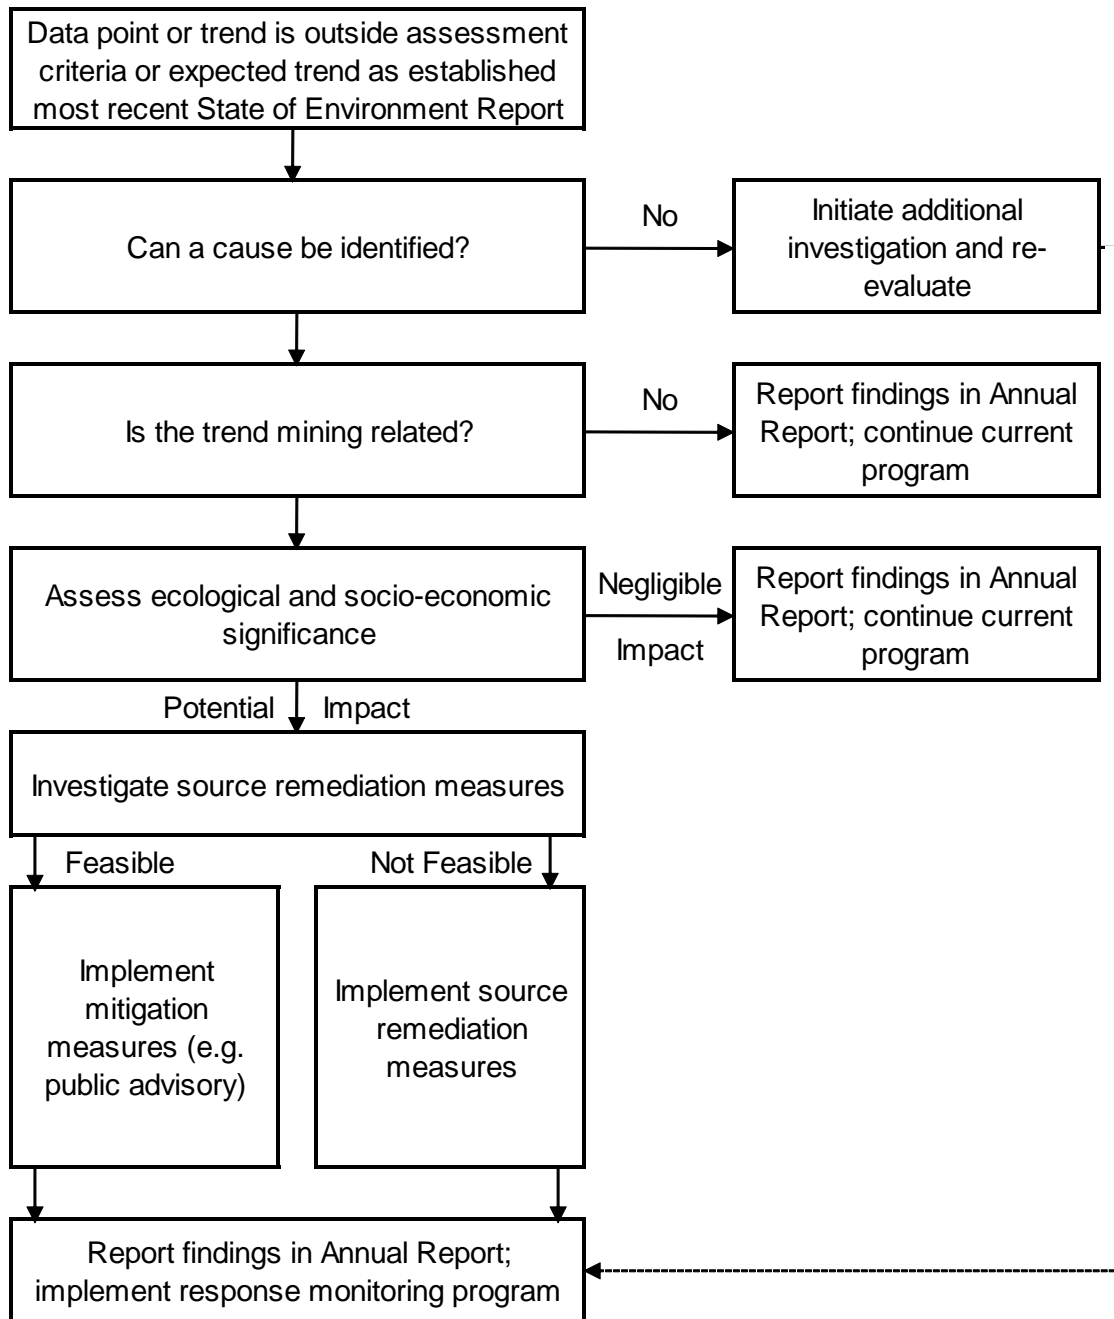 Data point or trend is outside assessment
criteria or expected trend as established
most recent State of Environment Report
Can a cause be identified?
No
Initiate additional
investigation and re-
evaluate
Is the trend mining related?
No
Report findings in Annual
Report; continue current
program
Assess ecological and socio-economic
significance
Negligible
Impact
Report findings in Annual
Report; continue current
program
Potential Impact
Investigate source remediation measures
Feasible
Not Feasible
Implement
mitigation
measures (e.g.
public advisory)
Implement source
remediation
measures
Report findings in Annual Report;
implement response monitoring program